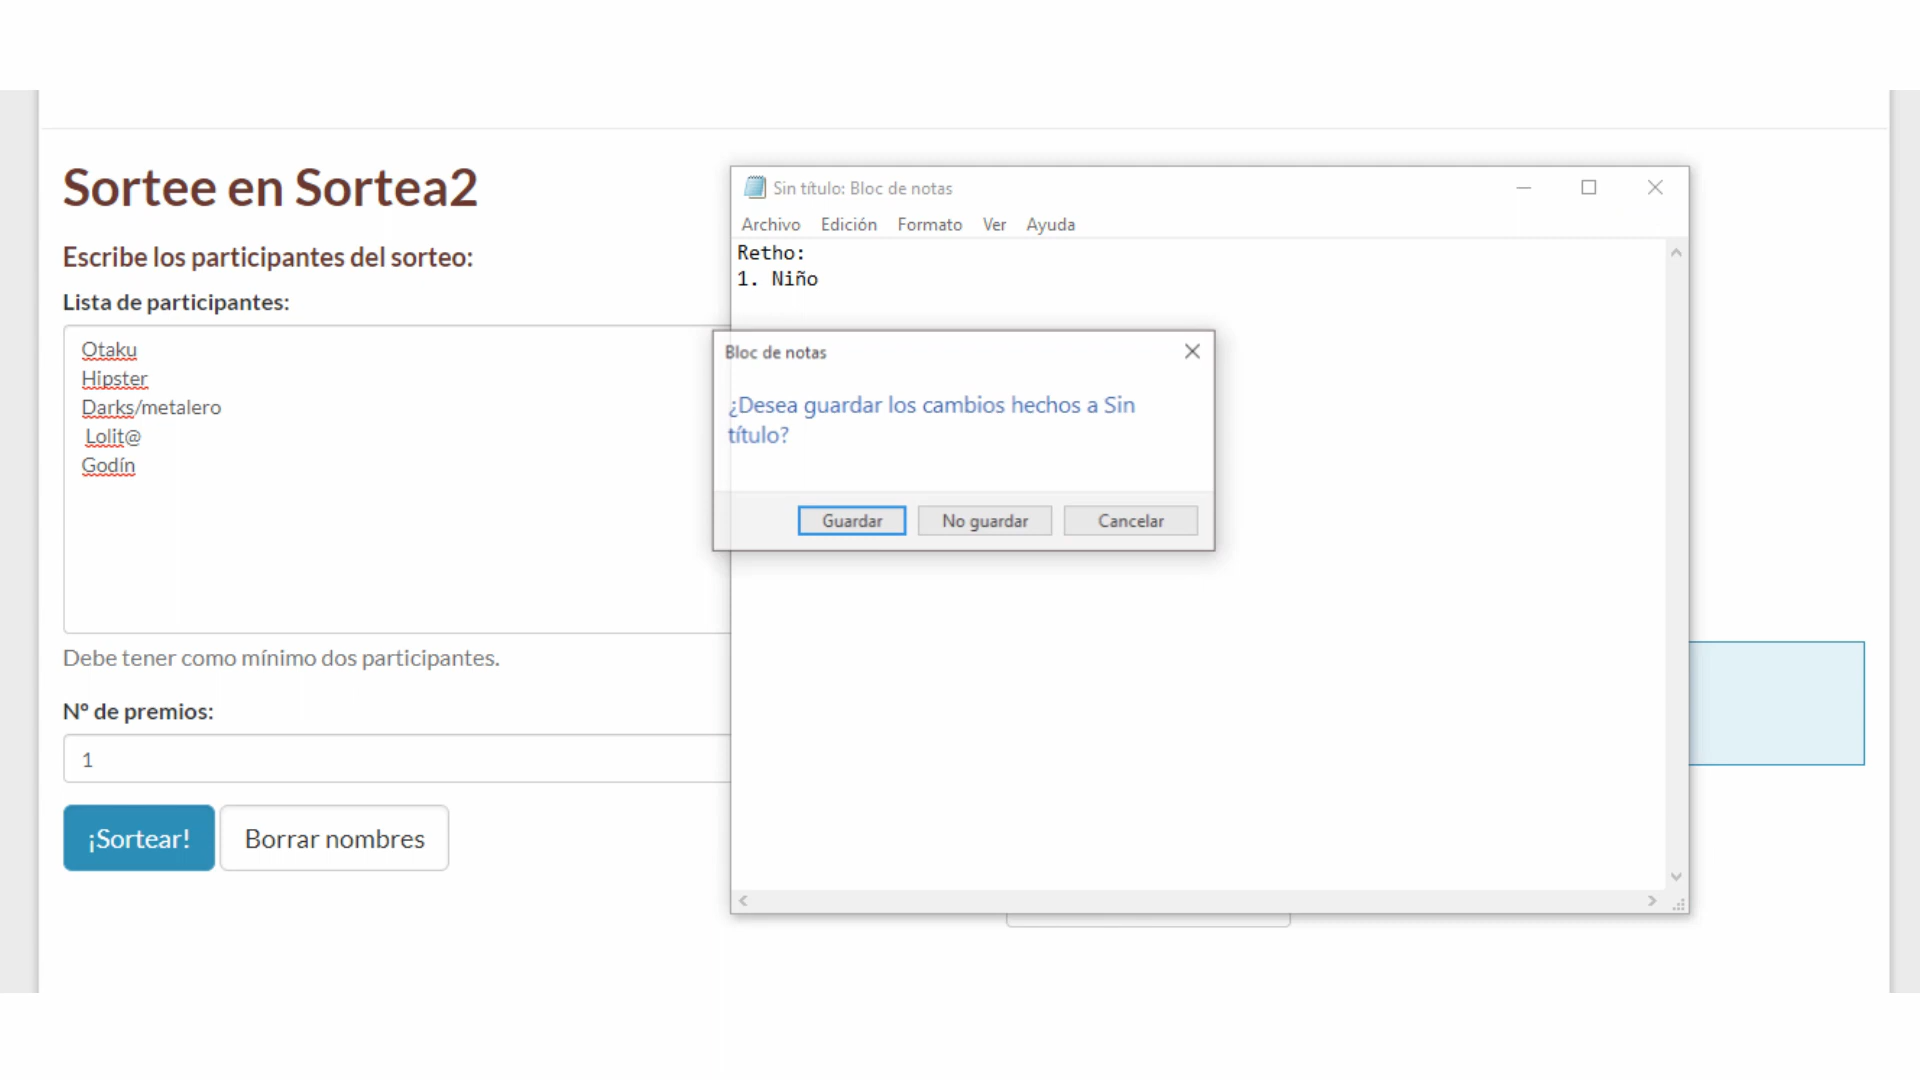 Sortee en Sortea2
Escribe los participantes del sorteo:
Lista de participantes:
Otaku
Hipster
Darks/metalero
Lolit@
Godín
Debe tener como mínimo dos participantes.
Nº de premios:
1
¡Sortear!
Borrar nombres
Sin título: Bloc de notas
Archivo Edición Formato Ver Ayuda
Retho:
1. Niño
Bloc de notas
¿Desea guardar los cambios hechos a Sin
título?
Guardar No guardar Cancelar